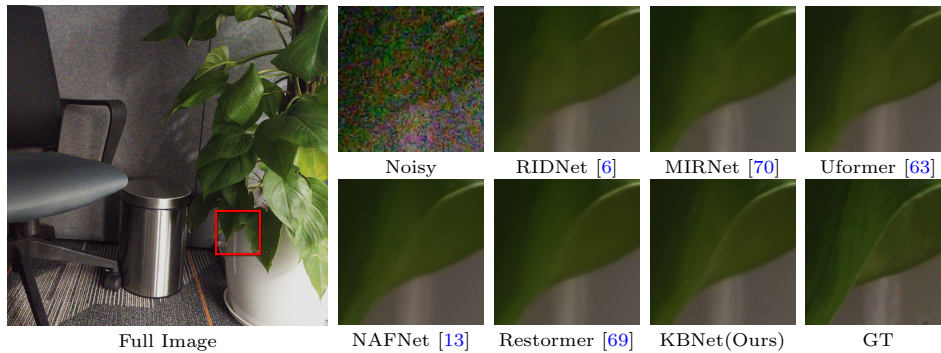 Noisy
RIDNet [6]
MIRNet [70]
Uformer [63]
Full Image
NAFNet [13]
Restormer [69]
KBNet(Ours)
GT